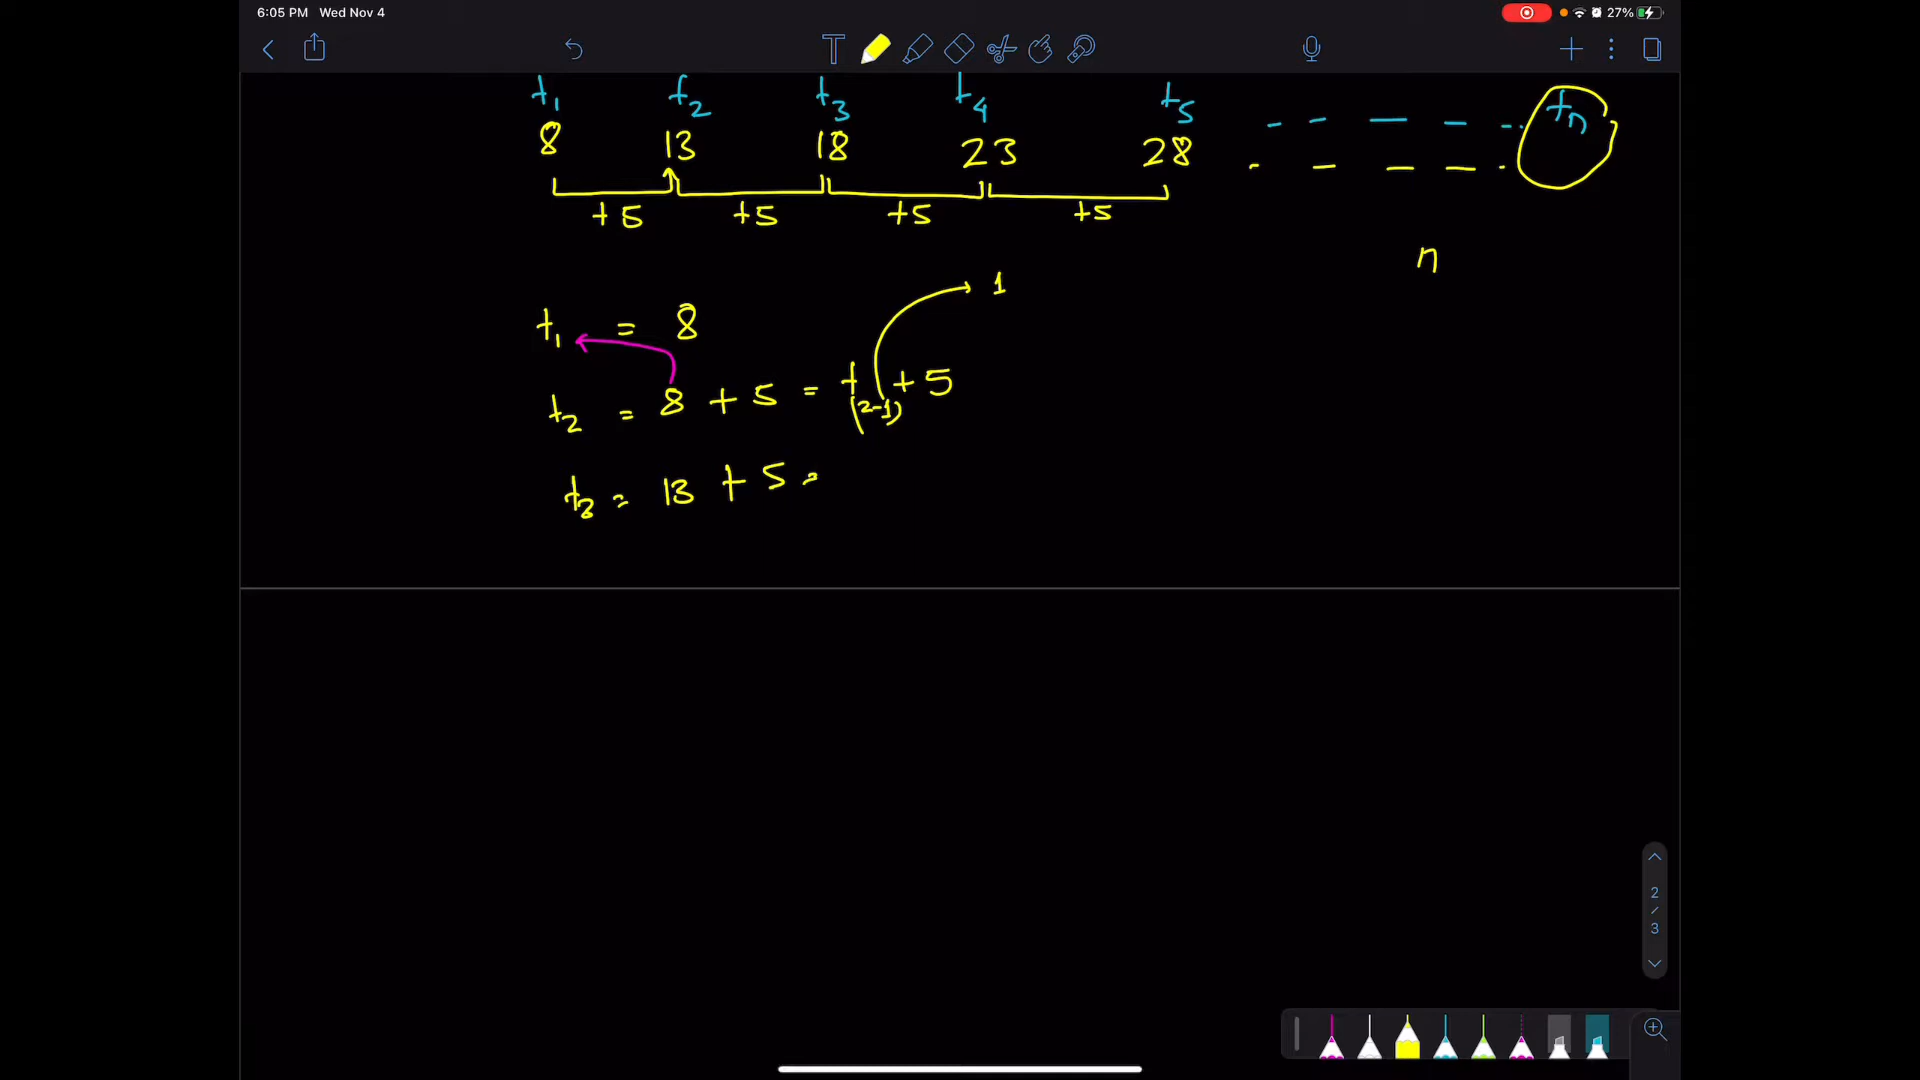 6:05 PM Wed Nov 4 27%
t₁ t₂ t₃ t₄ t₅ - - - - - tₙ
8 13 18 23 28 - - - - -
+5 +5 +5 +5
n
1
t₁ = 8
t₂ = 8 + 5 = t₍₂₋₁₎ + 5
t₃ = 13 + 5 =
2
/
3